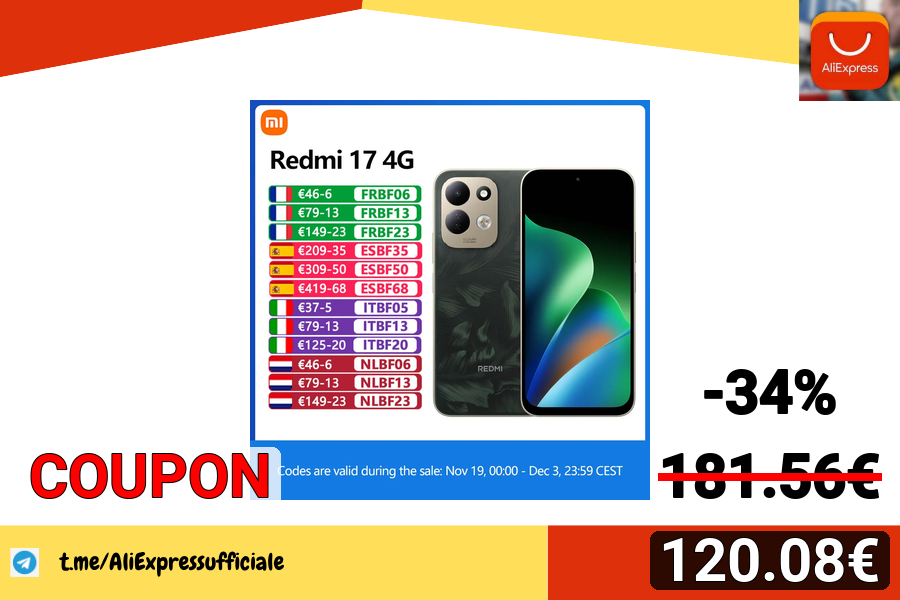 AliExpress
mi
Redmi 17 4G
€46-6 FRBF06
€79-13 FRBF13
€149-23 FRBF23
€209-35 ESBF35
€309-50 ESBF50
€419-68 ESBF68
€37-5 ITBF05
€79-13 ITBF13
€125-20 ITBF20
€46-6 NLBF06
€79-13 NLBF13
€149-23 NLBF23
REDMI
-34%
COUPON
Codes are valid during the sale: Nov 19, 00:00 - Dec 3, 23:59 CEST
181.56€
t.me/AliExpressufficiale
120.08€